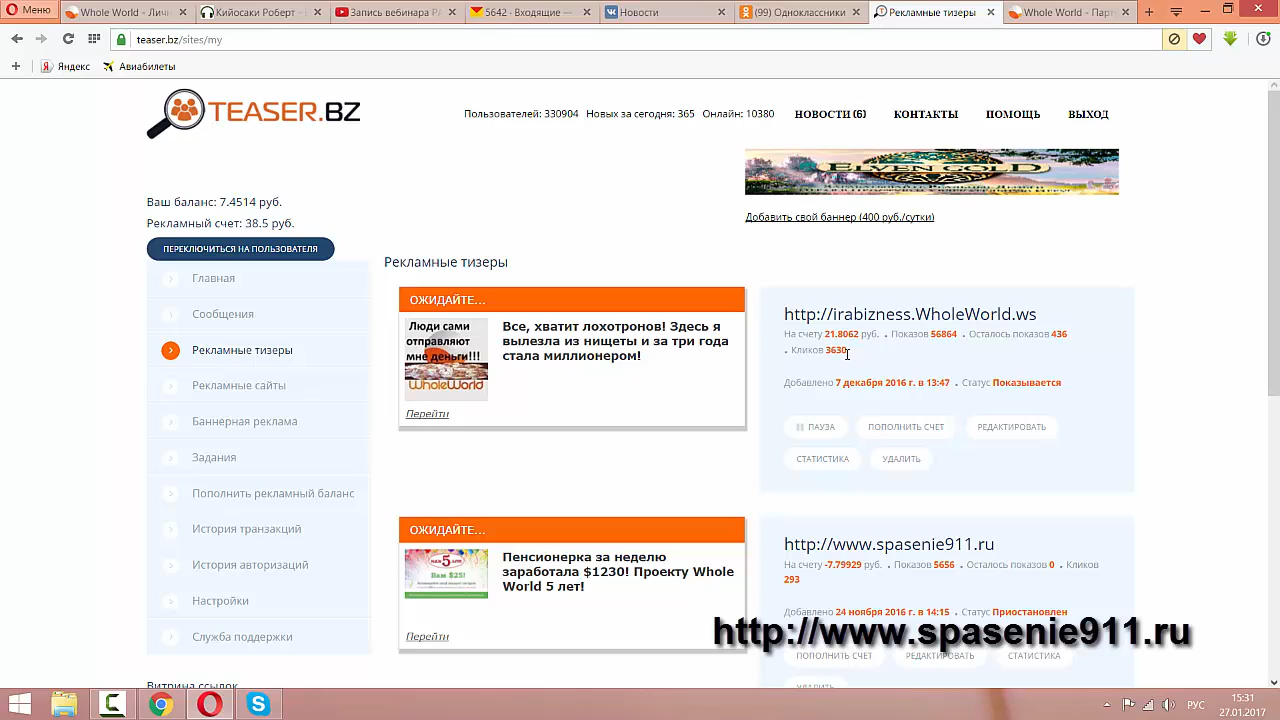 Меню
Whole World - Личн
Кийосаки Роберт -
Запись вебинара РА
5642 - Входящие —
Новости
(99) Одноклассники
Рекламные тизеры
Whole World - Парт
teaser.bz/sites/my
Яндекс
Авиабилеты
TEASER.BZ
Пользователей: 330904 Новых за сегодня: 365 Онлайн: 10380
НОВОСТИ (6)
КОНТАКТЫ
ПОМОЩЬ
ВЫХОД
ELVEN GOLD
Добавить свой баннер (400 руб./сутки)
Ваш баланс: 7.4514 руб.
Рекламный счет: 38.5 руб.
ПЕРЕКЛЮЧИТЬСЯ НА ПОЛЬЗОВАТЕЛЯ
Главная
Сообщения
Рекламные тизеры
Рекламные сайты
Баннерная реклама
Задания
Пополнить рекламный баланс
История транзакций
История авторизаций
Настройки
Служба поддержки
Витрина ссылок
Рекламные тизеры
ОЖИДАЙТЕ...
Люди сами
отправляют
мне деньги!!!
WholeWorld
Все, хватит лохотронов! Здесь я
вылезла из нищеты и за три года
стала миллионером!
Перейти
http://irabizness.WholeWorld.ws
На счету 21.8062 руб. . Показов 56864 . Осталось показов 436
. Кликов 3630
Добавлено 7 декабря 2016 г. в 13:47 . Статус Показывается
ПАУЗА
ПОПОЛНИТЬ СЧЕТ
РЕДАКТИРОВАТЬ
СТАТИСТИКА
УДАЛИТЬ
ОЖИДАЙТЕ...
Вам $25!
Пенсионерка за неделю
заработала $1230! Проекту Whole
World 5 лет!
Перейти
http://www.spasenie911.ru
На счету -7.79929 руб. . Показов 5656 . Осталось показов 0 . Кликов
293
Добавлено 24 ноября 2016 г. в 14:15 . Статус Приостановлен
http://www.spasenie911.ru
ПОПОЛНИТЬ СЧЕТ
РЕДАКТИРОВАТЬ
СТАТИСТИКА
УДАЛИТЬ
РУС
15:31
27.01.2017